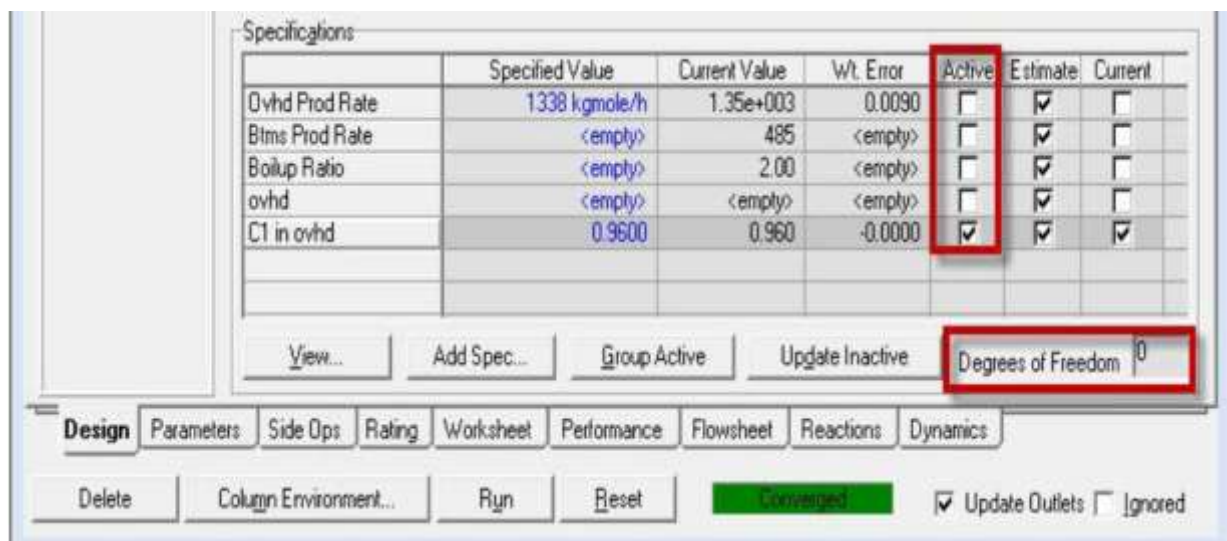 Specifications
Specified Value Current Value Wt. Error Active Estimate Current
Ovhd Prod Rate 1338 kgmole/h 1.35e+003 0.0090
Btms Prod Rate <empty> 485 <empty>
Boilup Ratio <empty> 2.00 <empty>
ovhd <empty> <empty> <empty>
C1 in ovhd 0.9600 0.960 -0.0000
View... Add Spec... Group Active Update Inactive Degrees of Freedom 0
Design Parameters Side Ops Rating Worksheet Performance Flowsheet Reactions Dynamics
Delete Column Environment... Run Reset Converged Update Outlets Ignored